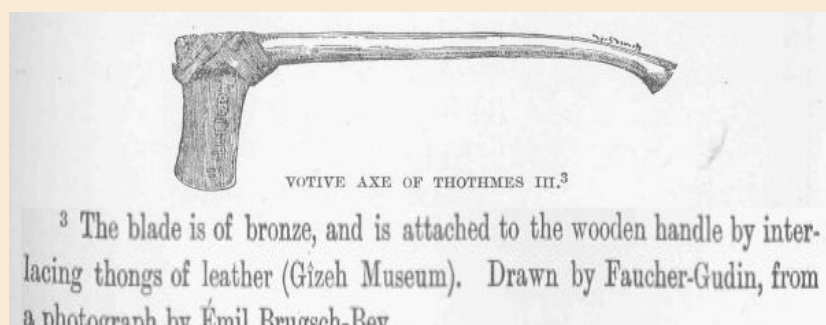 VOTIVE AXE OF THOTHMES III.³
³ The blade is of bronze, and is attached to the wooden handle by inter-
lacing thongs of leather (Gîzeh Museum). Drawn by Faucher-Gudin, from
a photograph by Émil Brugsch-Bey